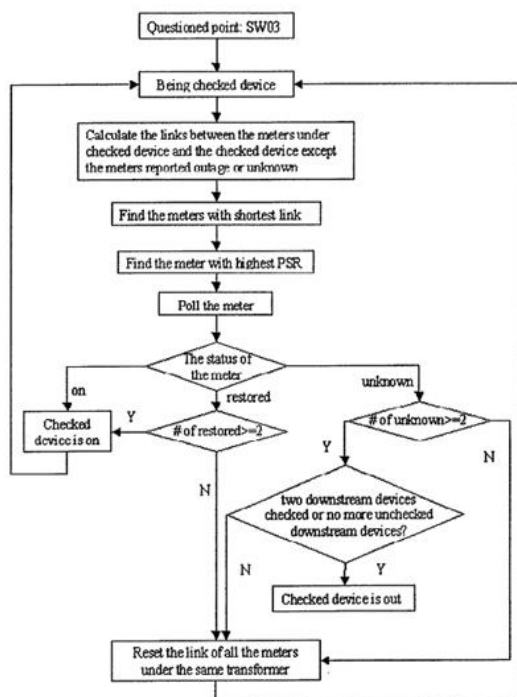 Questioned point: SW03
Being checked device
Calculate the links between the meters under
checked device and the checked device except
the meters reported outage or unknown
Find the meters with shortest link
Find the meter with highest PSR
Poll the meter
The status of
the meter
on
restored
unknown
Checked
device is on
Y
# of restored>=2
# of unknown>=2
Y
N
N
two downstream devices
checked or no more unchecked
downstream devices?
N
Y
Checked device is out
Reset the link of all the meters
under the same transformer